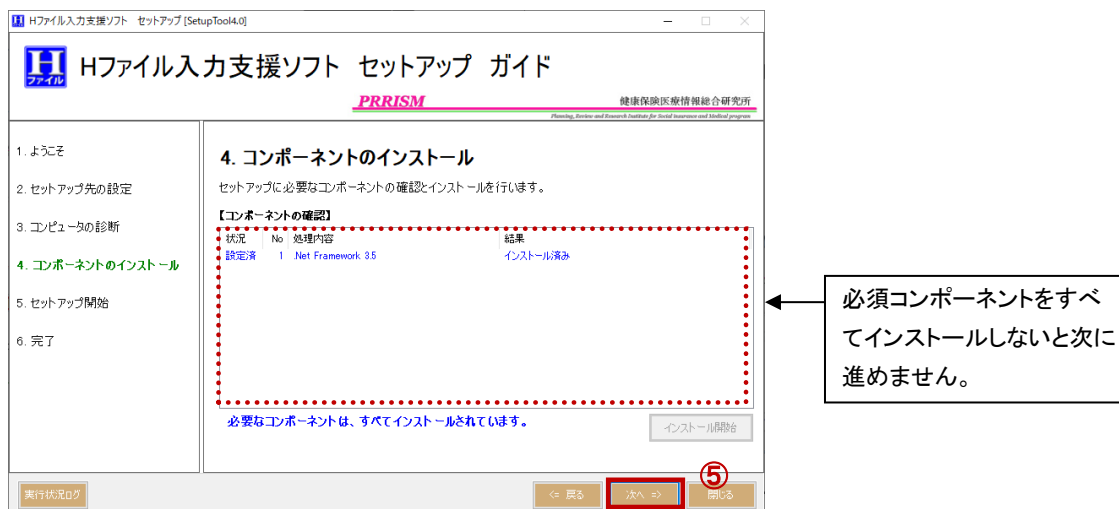 Hファイル入力支援ソフト セットアップ [SetupTool4.0]
H
ファイル
Hファイル入力支援ソフト セットアップ ガイド
PRRISM
健康保険医療情報総合研究所
Planning, Review and Research Institute for Social insurance and Medical program
1. ようこそ
2. セットアップ先の設定
3. コンピュータの診断
4. コンポーネントのインストール
5. セットアップ開始
6. 完了
4. コンポーネントのインストール
セットアップに必要なコンポーネントの確認とインストールを行います。
【コンポーネントの確認】
状況 No 処理内容 結果
設定済 1 .Net Framework 3.5 インストール済み
必要なコンポーネントは、すべてインストールされています。
インストール開始
必須コンポーネントをすべ
てインストールしないと次に
進めません。
⑤
実行状況ログ
<= 戻る
次へ =>
閉じる